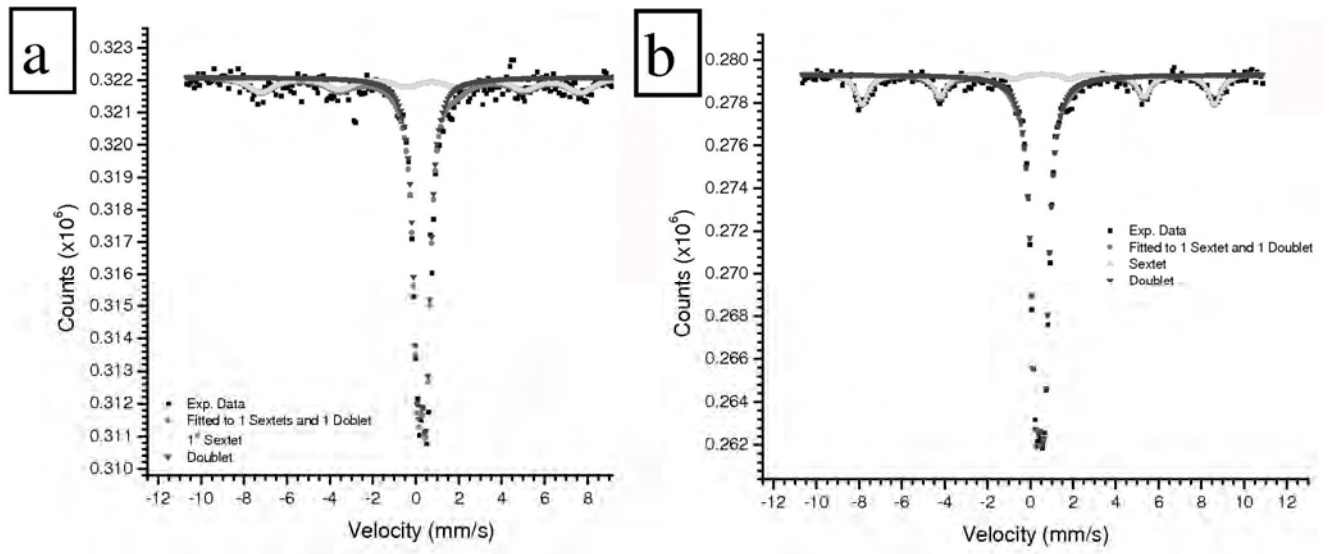 a
0.323
0.322
0.321
0.320
0.319
0.318
0.317
0.316
0.315
0.314
0.313
0.312
0.311
0.310
Counts (x10⁶)
Exp. Data
Fitted to 1 Sextets and 1 Doblet
1ˢᵗ Sextet
Doublet
-12 -10 -8 -6 -4 -2 0 2 4 6 8
Velocity (mm/s)
b
0.280
0.278
0.276
0.274
0.272
0.270
0.268
0.266
0.264
0.262
Counts (x10⁶)
Exp. Data
Fitted to 1 Sextet and 1 Doublet
Sextet
Doublet
-12 -10 -8 -6 -4 -2 0 2 4 6 8 10 12
Velocity (mm/s)